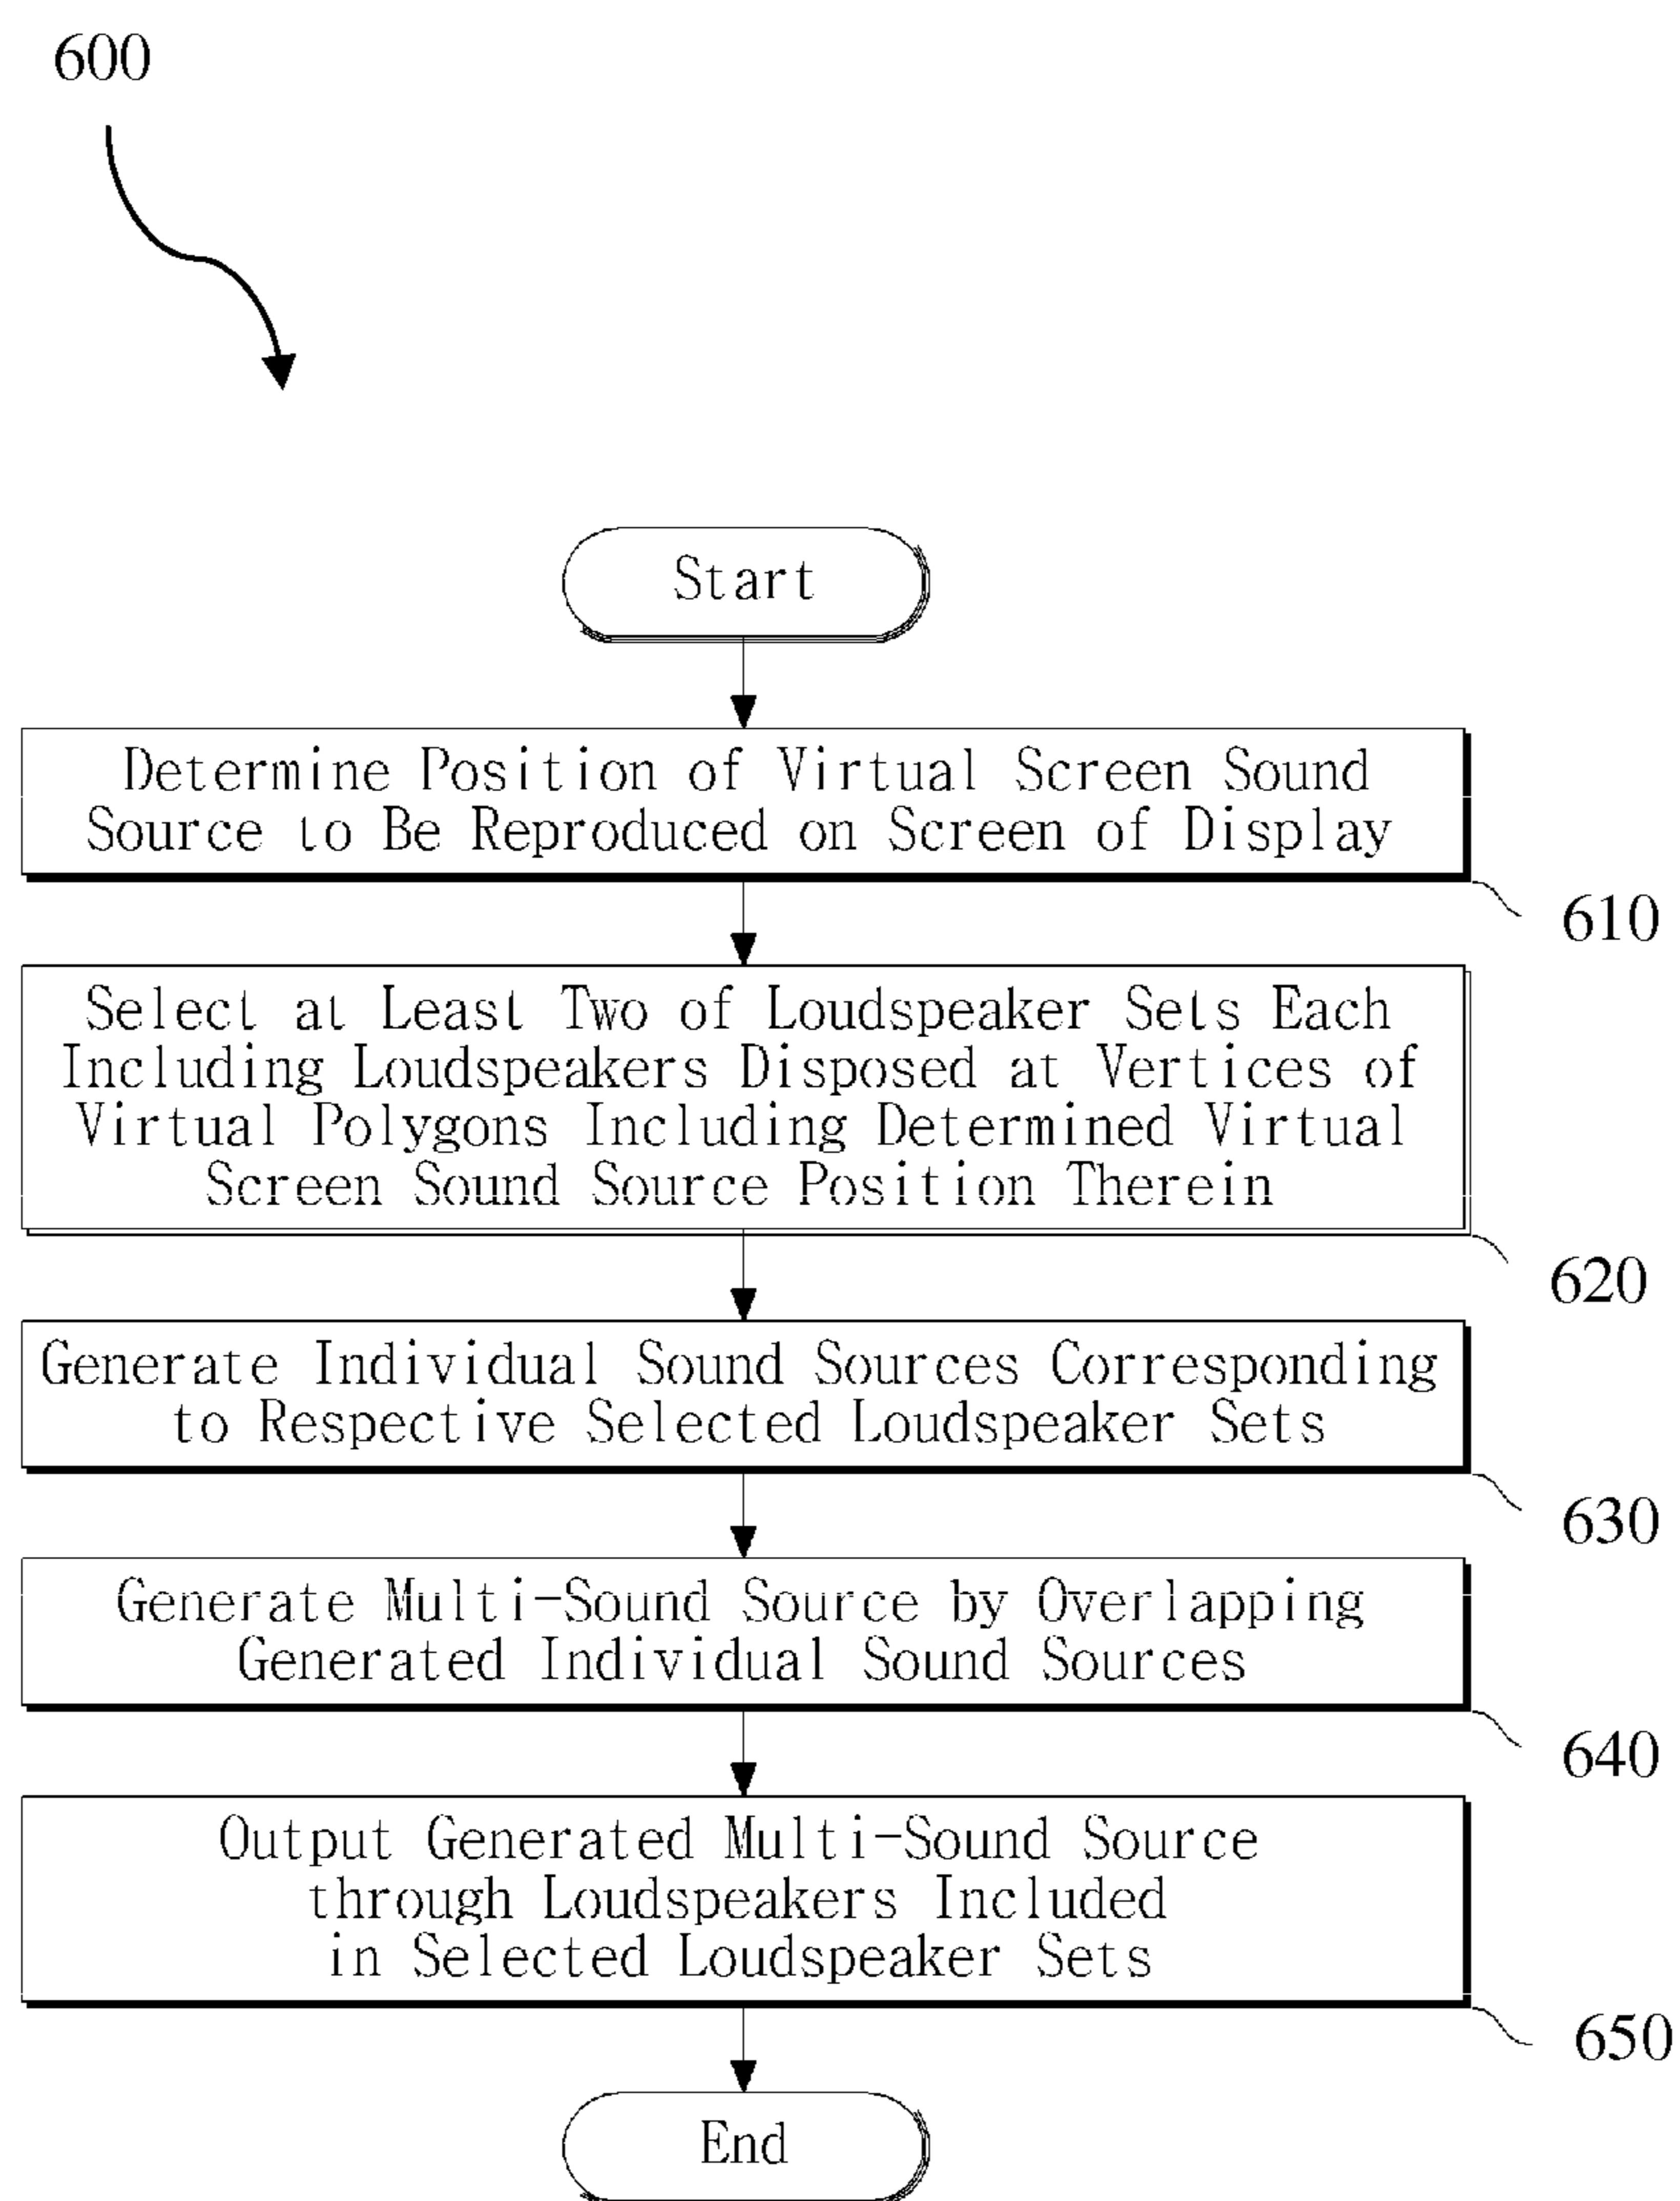 600
Start
Determine Position of Virtual Screen Sound
Source to Be Reproduced on Screen of Display
610
Select at Least Two of Loudspeaker Sets Each
Including Loudspeakers Disposed at Vertices of
Virtual Polygons Including Determined Virtual
Screen Sound Source Position Therein
620
Generate Individual Sound Sources Corresponding
to Respective Selected Loudspeaker Sets
630
Generate Multi-Sound Source by Overlapping
Generated Individual Sound Sources
640
Output Generated Multi-Sound Source
through Loudspeakers Included
in Selected Loudspeaker Sets
650
End